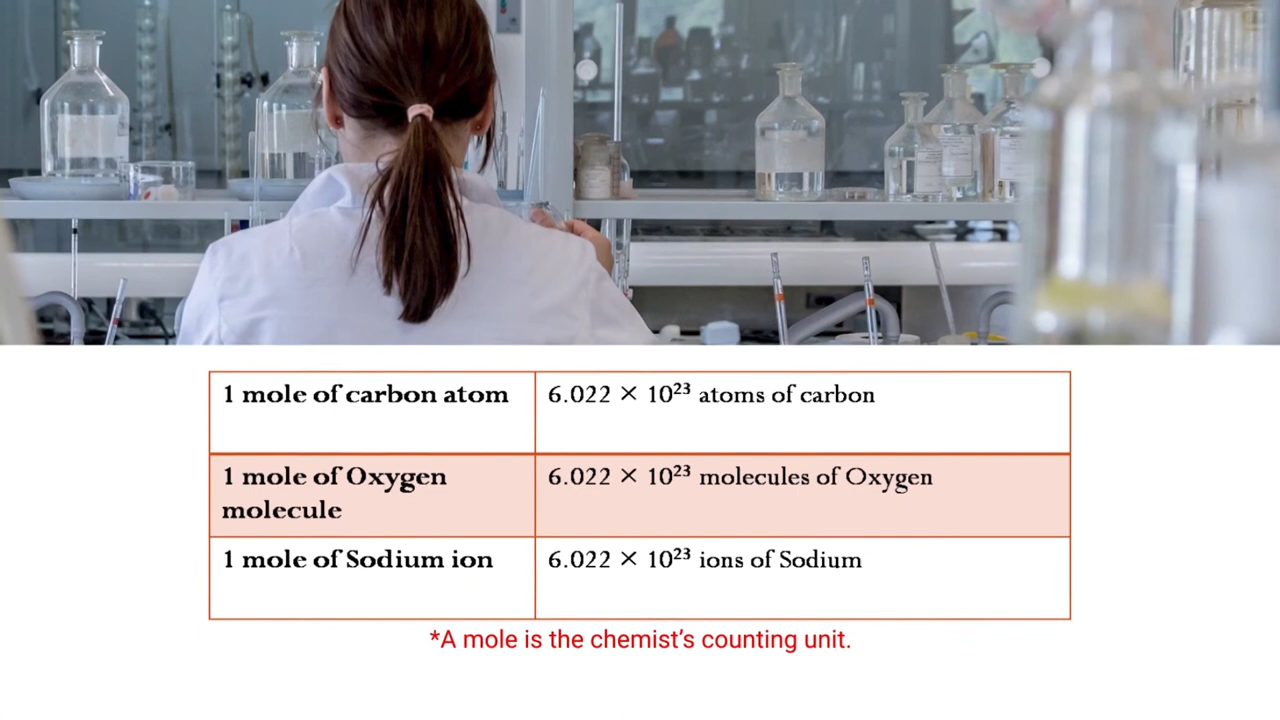 1 mole of carbon atom
6.022 × 10²³ atoms of carbon
1 mole of Oxygen
molecule
6.022 × 10²³ molecules of Oxygen
1 mole of Sodium ion
6.022 × 10²³ ions of Sodium
*A mole is the chemist’s counting unit.